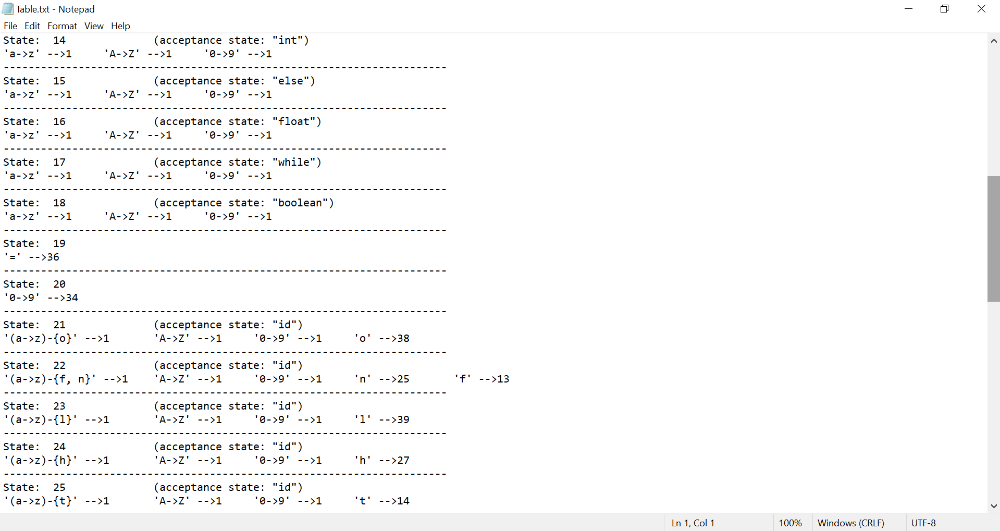 Table.txt - Notepad
File Edit Format View Help
State:  14              (acceptance state: "int")
'a->z' -->1     'A->Z' -->1     '0->9' -->1
-----------------------------------------------------------------------
State:  15              (acceptance state: "else")
'a->z' -->1     'A->Z' -->1     '0->9' -->1
-----------------------------------------------------------------------
State:  16              (acceptance state: "float")
'a->z' -->1     'A->Z' -->1     '0->9' -->1
-----------------------------------------------------------------------
State:  17              (acceptance state: "while")
'a->z' -->1     'A->Z' -->1     '0->9' -->1
-----------------------------------------------------------------------
State:  18              (acceptance state: "boolean")
'a->z' -->1     'A->Z' -->1     '0->9' -->1
-----------------------------------------------------------------------
State:  19
'=' -->36
-----------------------------------------------------------------------
State:  20
'0->9' -->34
-----------------------------------------------------------------------
State:  21              (acceptance state: "id")
'(a->z)-{o}' -->1       'A->Z' -->1     '0->9' -->1     'o' -->38
-----------------------------------------------------------------------
State:  22              (acceptance state: "id")
'(a->z)-{f, n}' -->1    'A->Z' -->1     '0->9' -->1     'n' -->25       'f' -->13
-----------------------------------------------------------------------
State:  23              (acceptance state: "id")
'(a->z)-{l}' -->1       'A->Z' -->1     '0->9' -->1     'l' -->39
-----------------------------------------------------------------------
State:  24              (acceptance state: "id")
'(a->z)-{h}' -->1       'A->Z' -->1     '0->9' -->1     'h' -->27
-----------------------------------------------------------------------
State:  25              (acceptance state: "id")
'(a->z)-{t}' -->1       'A->Z' -->1     '0->9' -->1     't' -->14
Ln 1, Col 1 100% Windows (CRLF) UTF-8